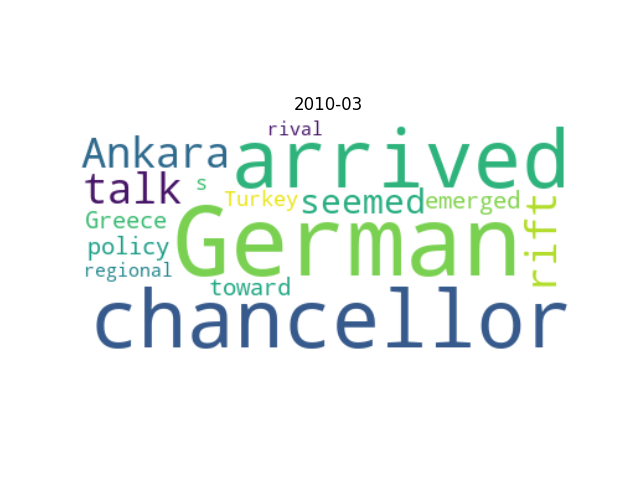 2010-03
rival
Ankara arrived
talk s
Turkey seemed emerged
Greece German rift
policy
regional
toward
chancellor